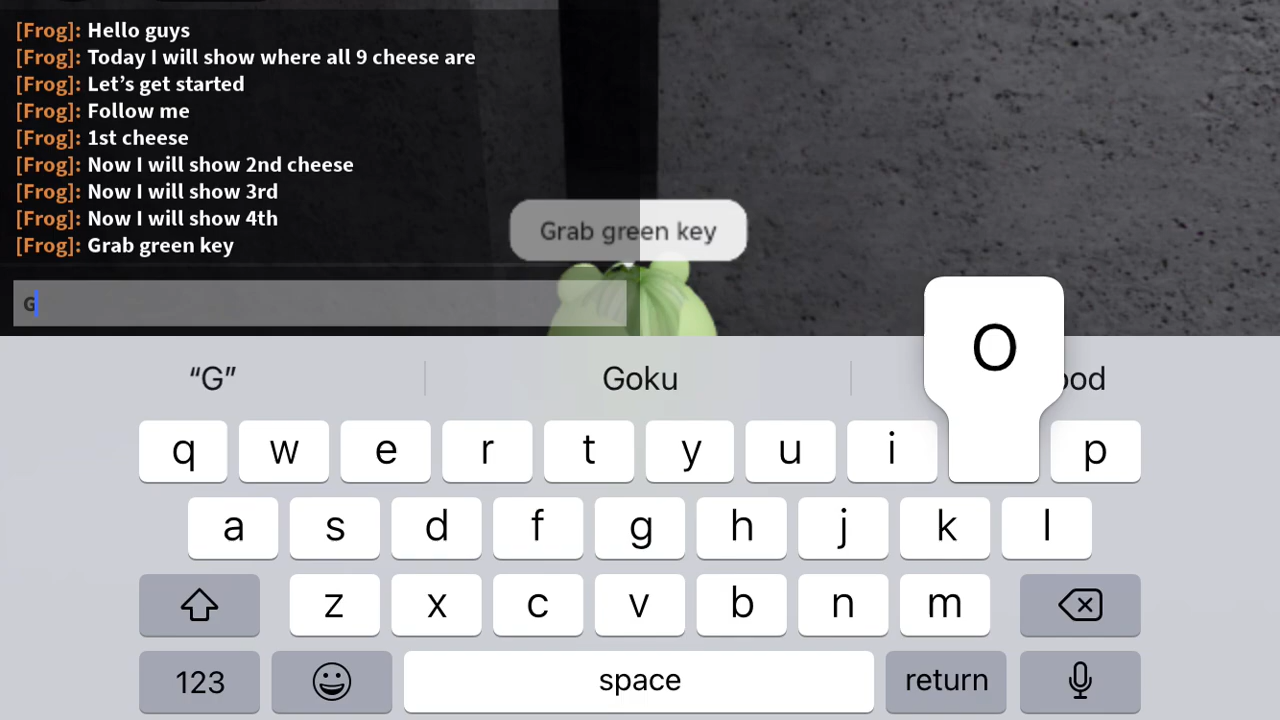 [Frog]: Hello guys
[Frog]: Today I will show where all 9 cheese are
[Frog]: Let’s get started
[Frog]: Follow me
[Frog]: 1st cheese
[Frog]: Now I will show 2nd cheese
[Frog]: Now I will show 3rd
[Frog]: Now I will show 4th
[Frog]: Grab green key
Grab green key
G
“G” Goku ood
O
q w e r t y u i p
a s d f g h j k l
z x c v b n m
123 space return